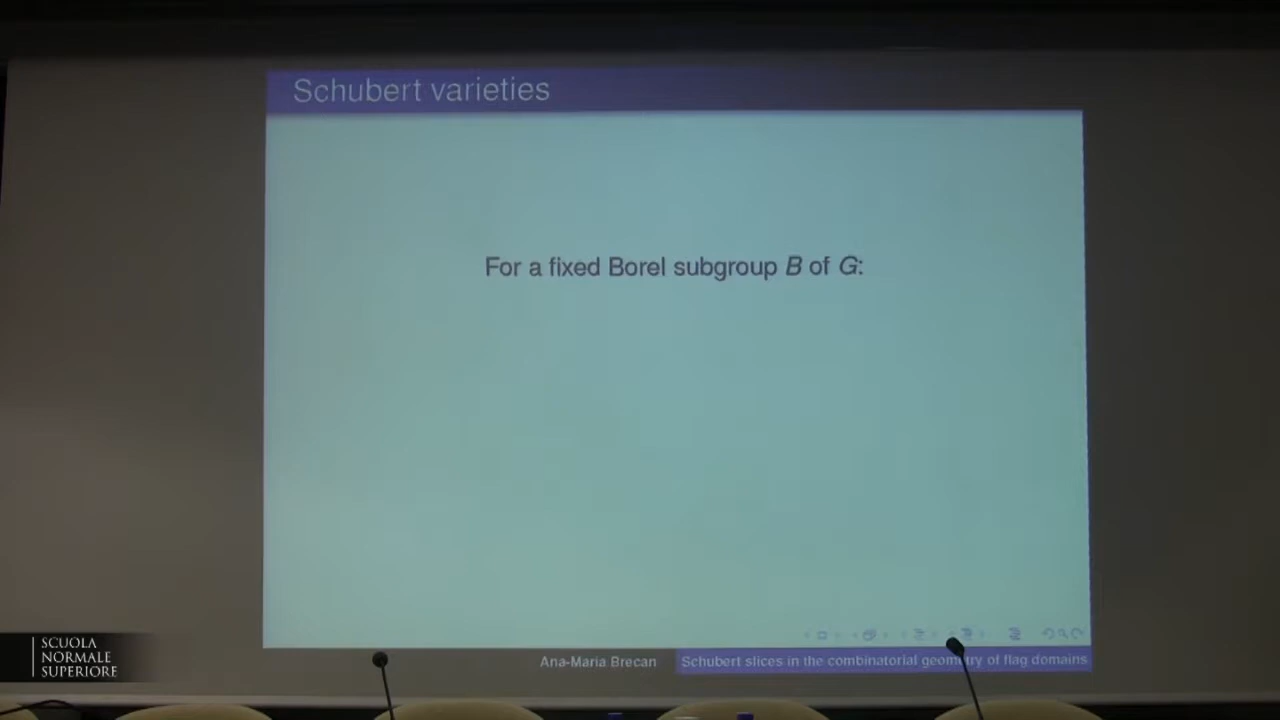 Schubert varieties
For a fixed Borel subgroup B of G:
Ana-Maria Brecan
Schubert slices in the combinatorial geometry of flag domains
SCUOLA
NORMALE
SUPERIORE